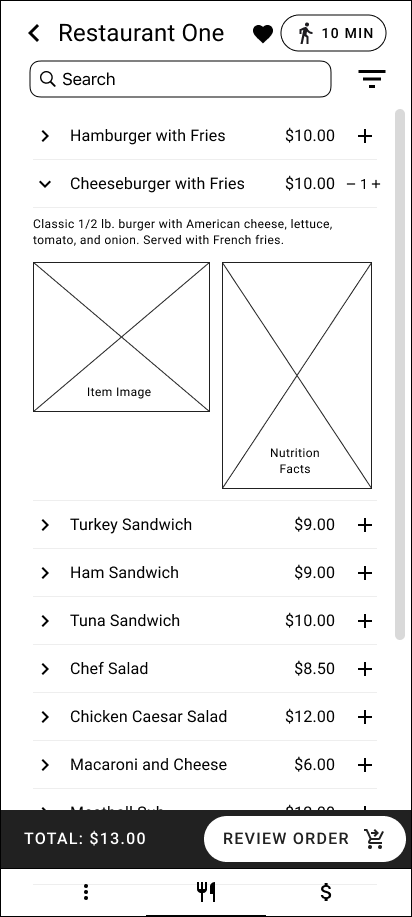 Restaurant One
10 MIN
Search
Hamburger with Fries $10.00 +
Cheeseburger with Fries $10.00 − 1 +
Classic 1/2 lb. burger with American cheese, lettuce,
tomato, and onion. Served with French fries.
Item Image
Nutrition
Facts
Turkey Sandwich $9.00 +
Ham Sandwich $9.00 +
Tuna Sandwich $10.00 +
Chef Salad $8.50 +
Chicken Caesar Salad $12.00 +
Macaroni and Cheese $6.00 +
TOTAL: $13.00
REVIEW ORDER
$